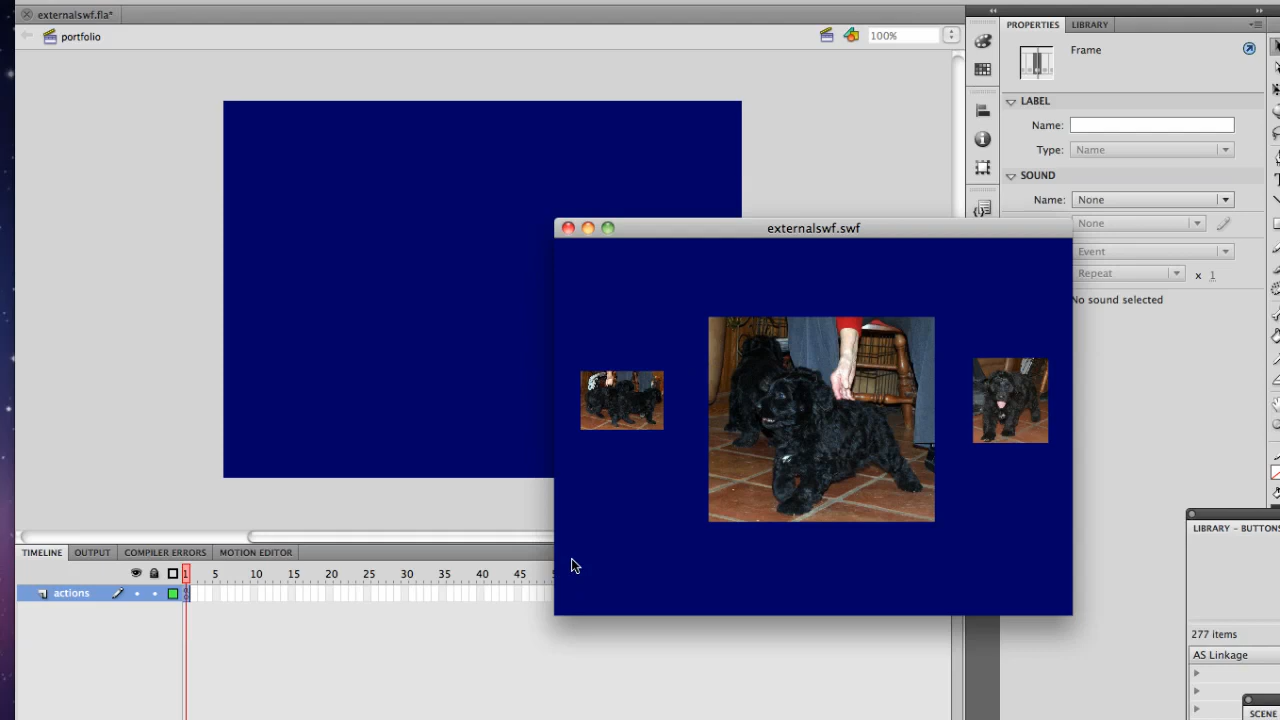 externalswf.fla*
portfolio
100%
PROPERTIES
LIBRARY
Frame
LABEL
Name:
Type:
Name
SOUND
Name:
None
None
Event
Repeat
x 1
No sound selected
externalswf.swf
TIMELINE
OUTPUT
COMPILER ERRORS
MOTION EDITOR
1
5
10
15
20
25
30
35
40
45
actions
LIBRARY - BUTTONS
277 items
AS Linkage
SCENE